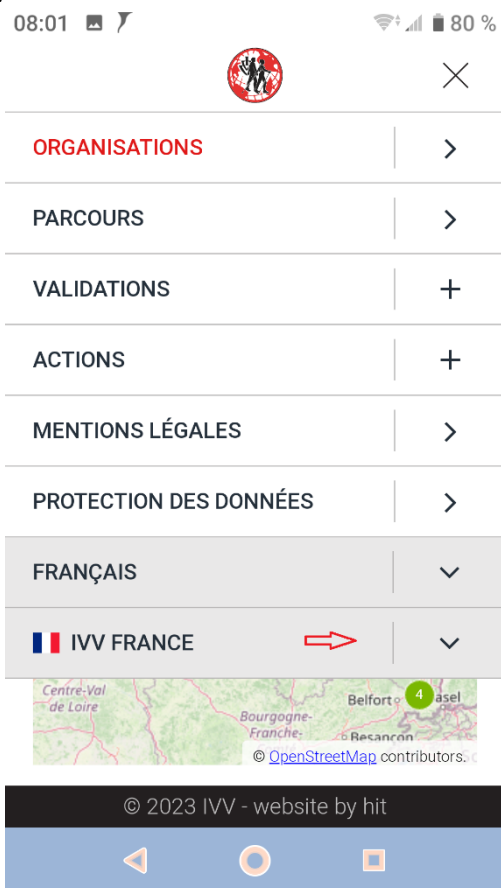 08:01 80 %
ORGANISATIONS
PARCOURS
VALIDATIONS
ACTIONS
MENTIONS LÉGALES
PROTECTION DES DONNÉES
FRANÇAIS
IVV FRANCE
Centre-Val
de Loire
Belfort
4
asel
Bourgogne-
Franche-
Besançon
© OpenStreetMap contributors.
© 2023 IVV - website by hit